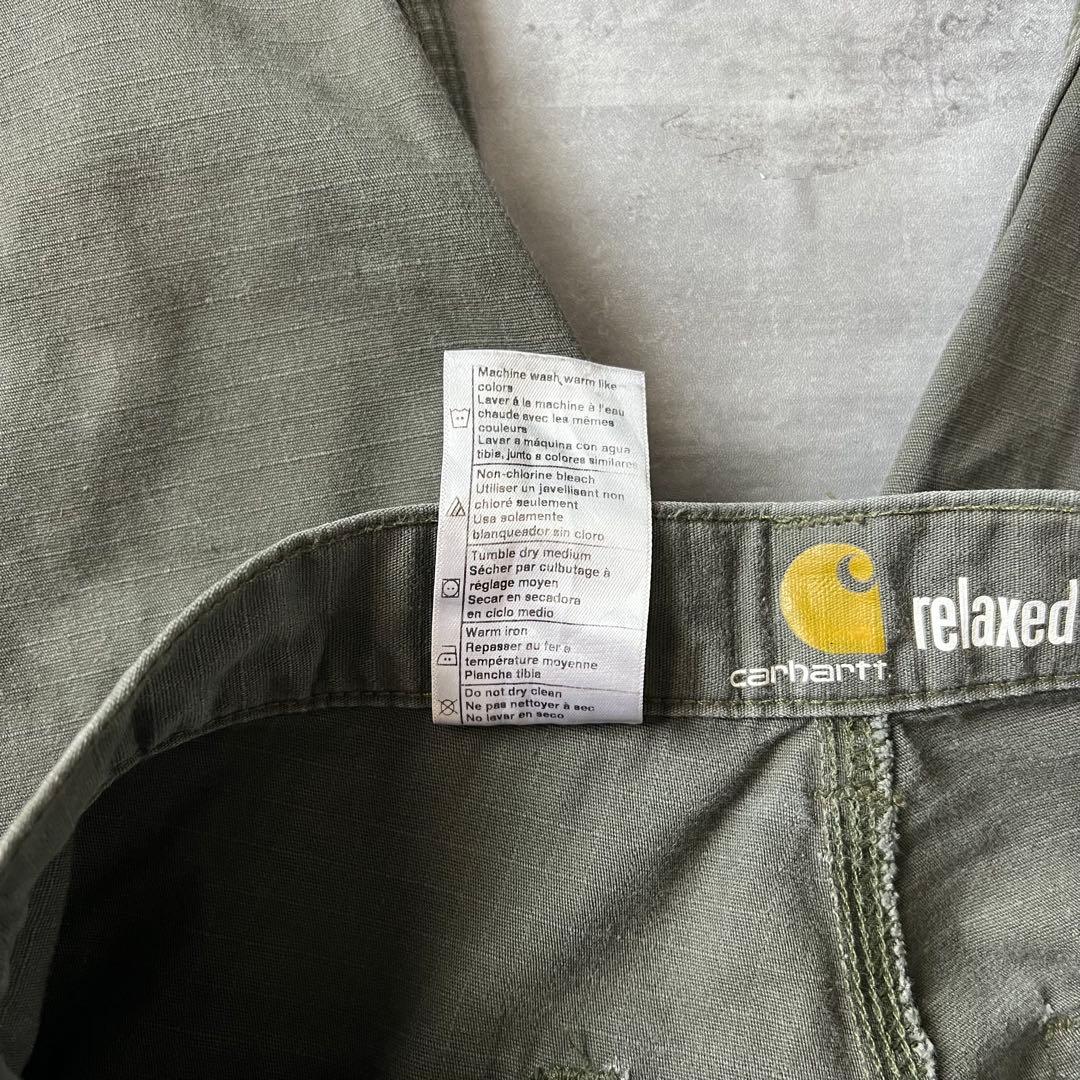 Machine wash warm like
colors
Laver á la machine à l'eau
chaude avec les mêmes
couleurs
Lavar a máquina con agua
tibia, junto a colores similares
Non-chlorine bleach
Utiliser un javellisant non
chloré seulement
Usa solamente
blanqueador sin cloro
Tumble dry medium
Sécher par culbutage à
réglage moyen
Secar en secadora
en ciclo medio
Warm iron
Repasser au fer a
température moyenne
Plancha tibia
Do not dry clean
Ne pas nettoyer à sec
No lavar en seco
carhartt
relaxed